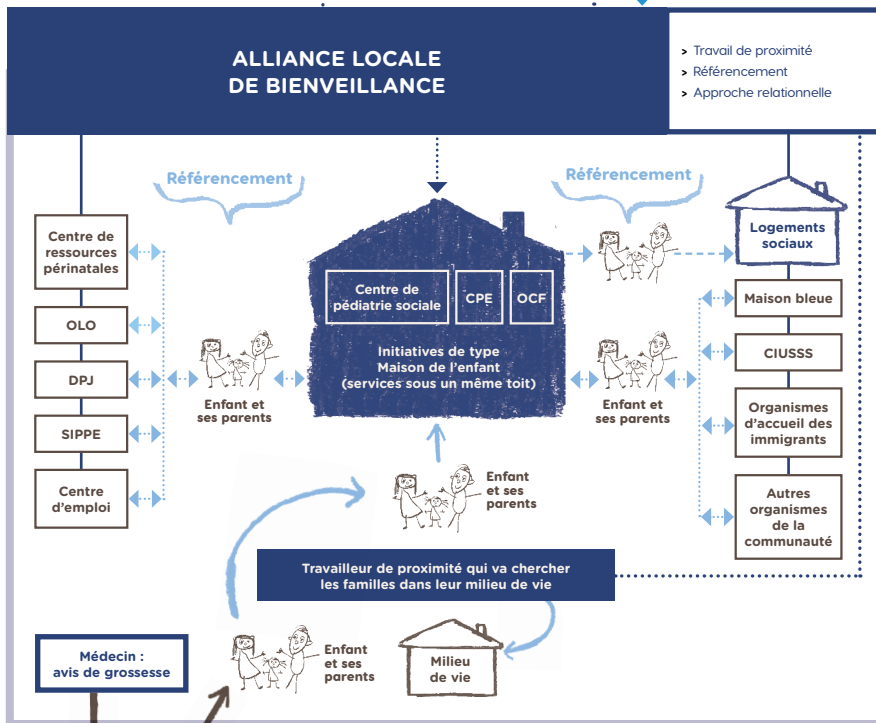 ALLIANCE LOCALE
DE BIENVEILLANCE
> Travail de proximité
> Référencement
> Approche relationnelle
Référencement
Référencement
Centre de
ressources
périnatales
OLO
DPJ
SIPPE
Centre
d'emploi
Enfant et
ses parents
Centre de
pédiatrie sociale
CPE
OCF
Initiatives de type
Maison de l'enfant
(services sous un même toit)
Enfant et
ses parents
Logements
sociaux
Maison bleue
CIUSSS
Organismes
d'accueil des
immigrants
Autres
organismes
de la
communauté
Enfant
et ses
parents
Travailleur de proximité qui va chercher
les familles dans leur milieu de vie
Médecin :
avis de grossesse
Enfant
et ses
parents
Milieu
de vie